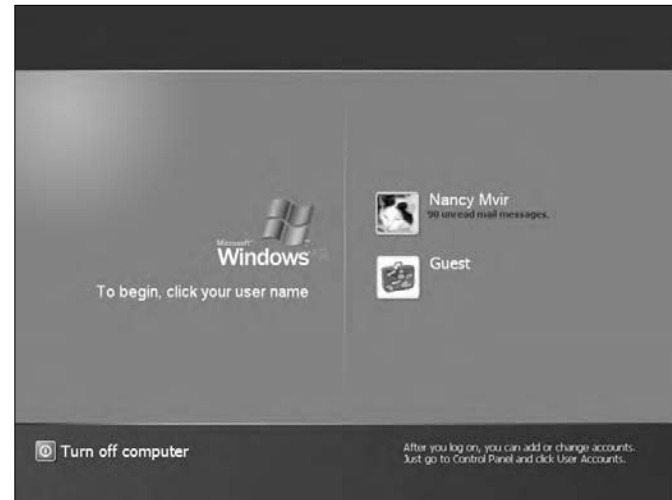 Nancy Mvir
90 unread mail messages.
Microsoft
Windows xp
To begin, click your user name
Guest
Turn off computer
After you log on, you can add or change accounts.
Just go to Control Panel and click User Accounts.